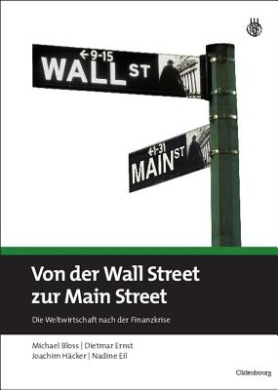 ←9-15
WALL ST
←1-31
MAIN ST
Von der Wall Street
zur Main Street
Die Weltwirtschaft nach der Finanzkrise
Michael Bloss | Dietmar Ernst
Joachim Häcker | Nadine Eil
Oldenbourg